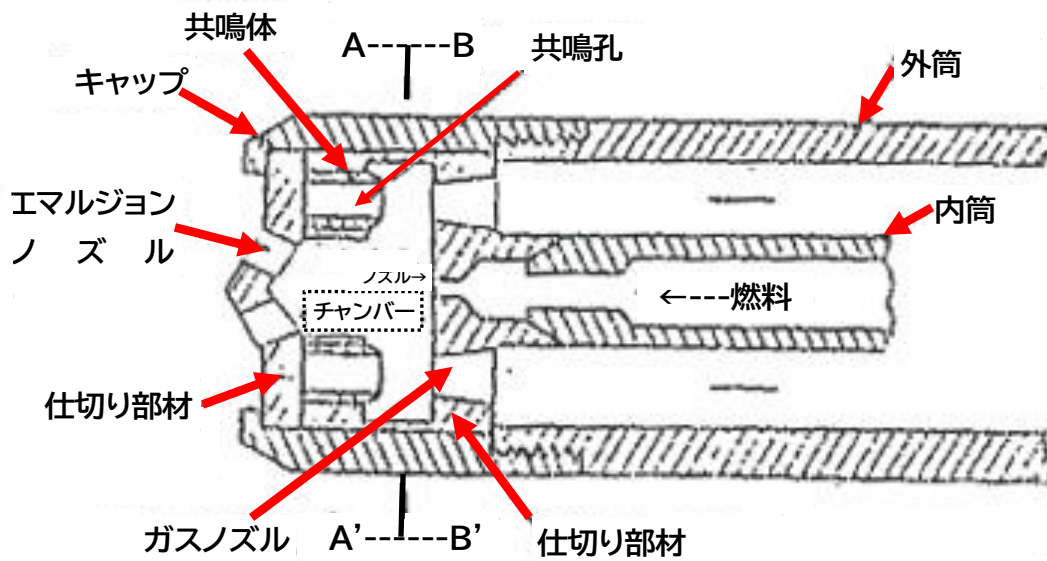 共鳴体
A------B
共鳴孔
外筒
キャップ
エマルジョン
ノ ズ ル
内筒
ノズル→
チャンバー
←---燃料
仕切り部材
ガスノズル
A’------B’
仕切り部材